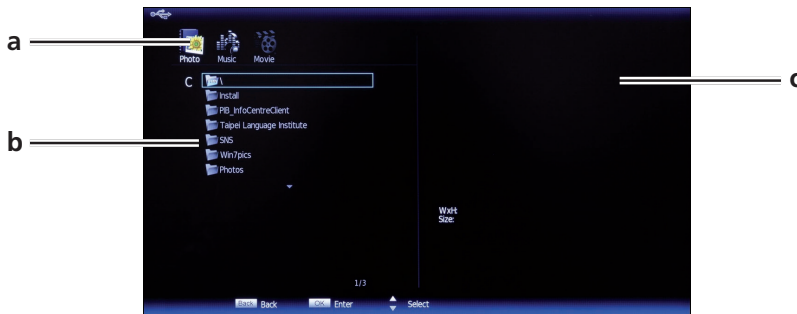 a
Photo Music Movie
C \
Install
PIB_InfoCentreClient
Taipei Language Institute
b
SNS
Win7pics
Photos
c
WxH:
Size:
1/3
Back Back OK Enter Select